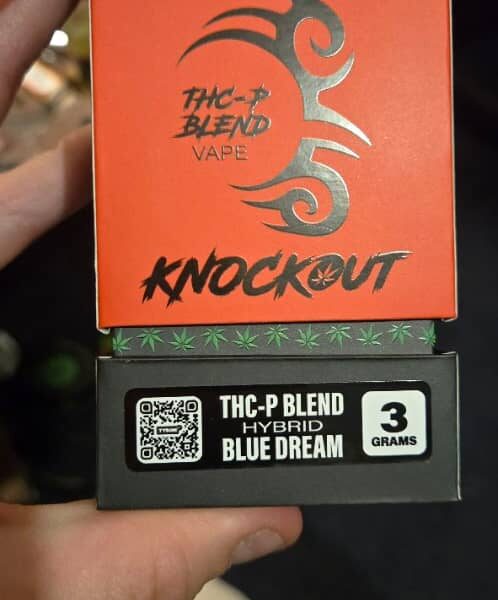 THC-P
BLEND
VAPE
KNOCKOUT
THC-P BLEND
HYBRID
BLUE DREAM
3
GRAMS